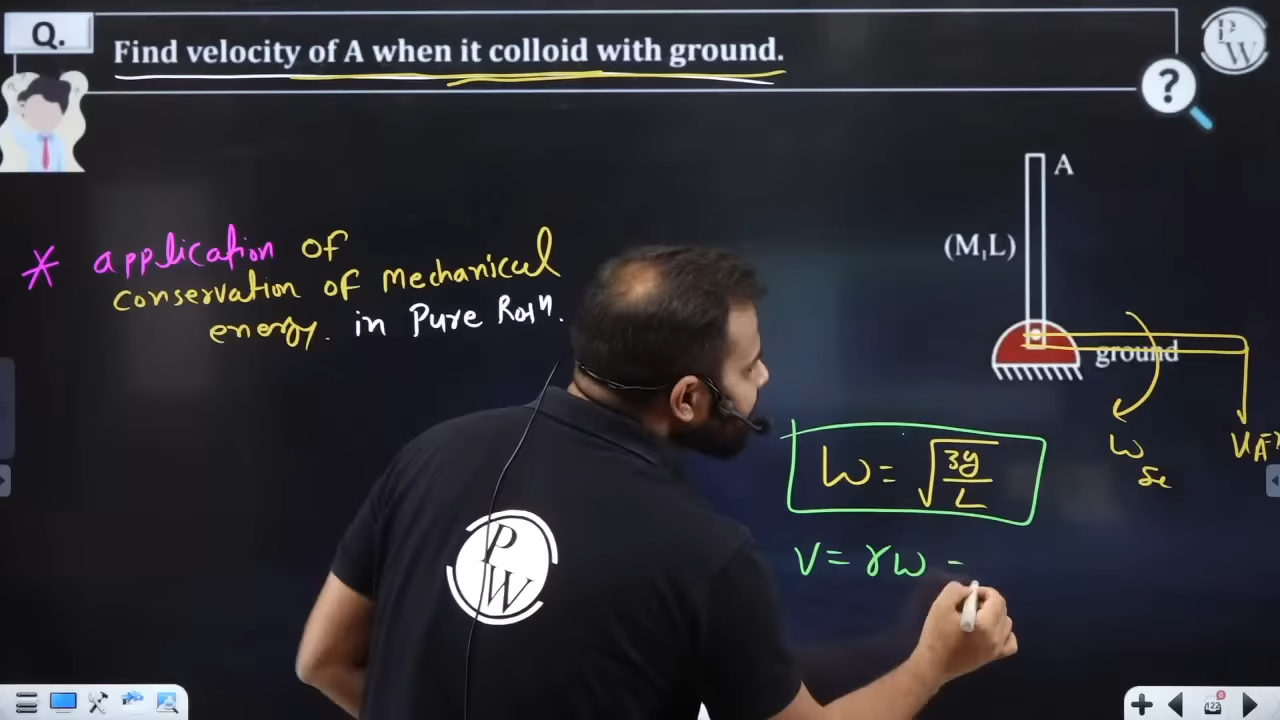 Q.
Find velocity of A when it colloid with ground.
PW
?
A
(M,L)
ground
* application of
conservation of mechanical
energy. in Pure Rotⁿ.
ω
ω = √3g/L
v = rω =
PW